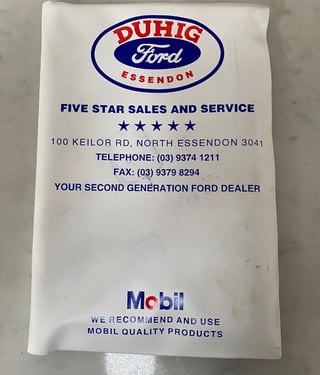 DUHIG
Ford
ESSENDON
FIVE STAR SALES AND SERVICE
★ ★ ★ ★ ★
100 KEILOR RD, NORTH ESSENDON 3041
TELEPHONE: (03) 9374 1211
FAX: (03) 9379 8294
YOUR SECOND GENERATION FORD DEALER
Mobil
WE RECOMMEND AND USE
MOBIL QUALITY PRODUCTS